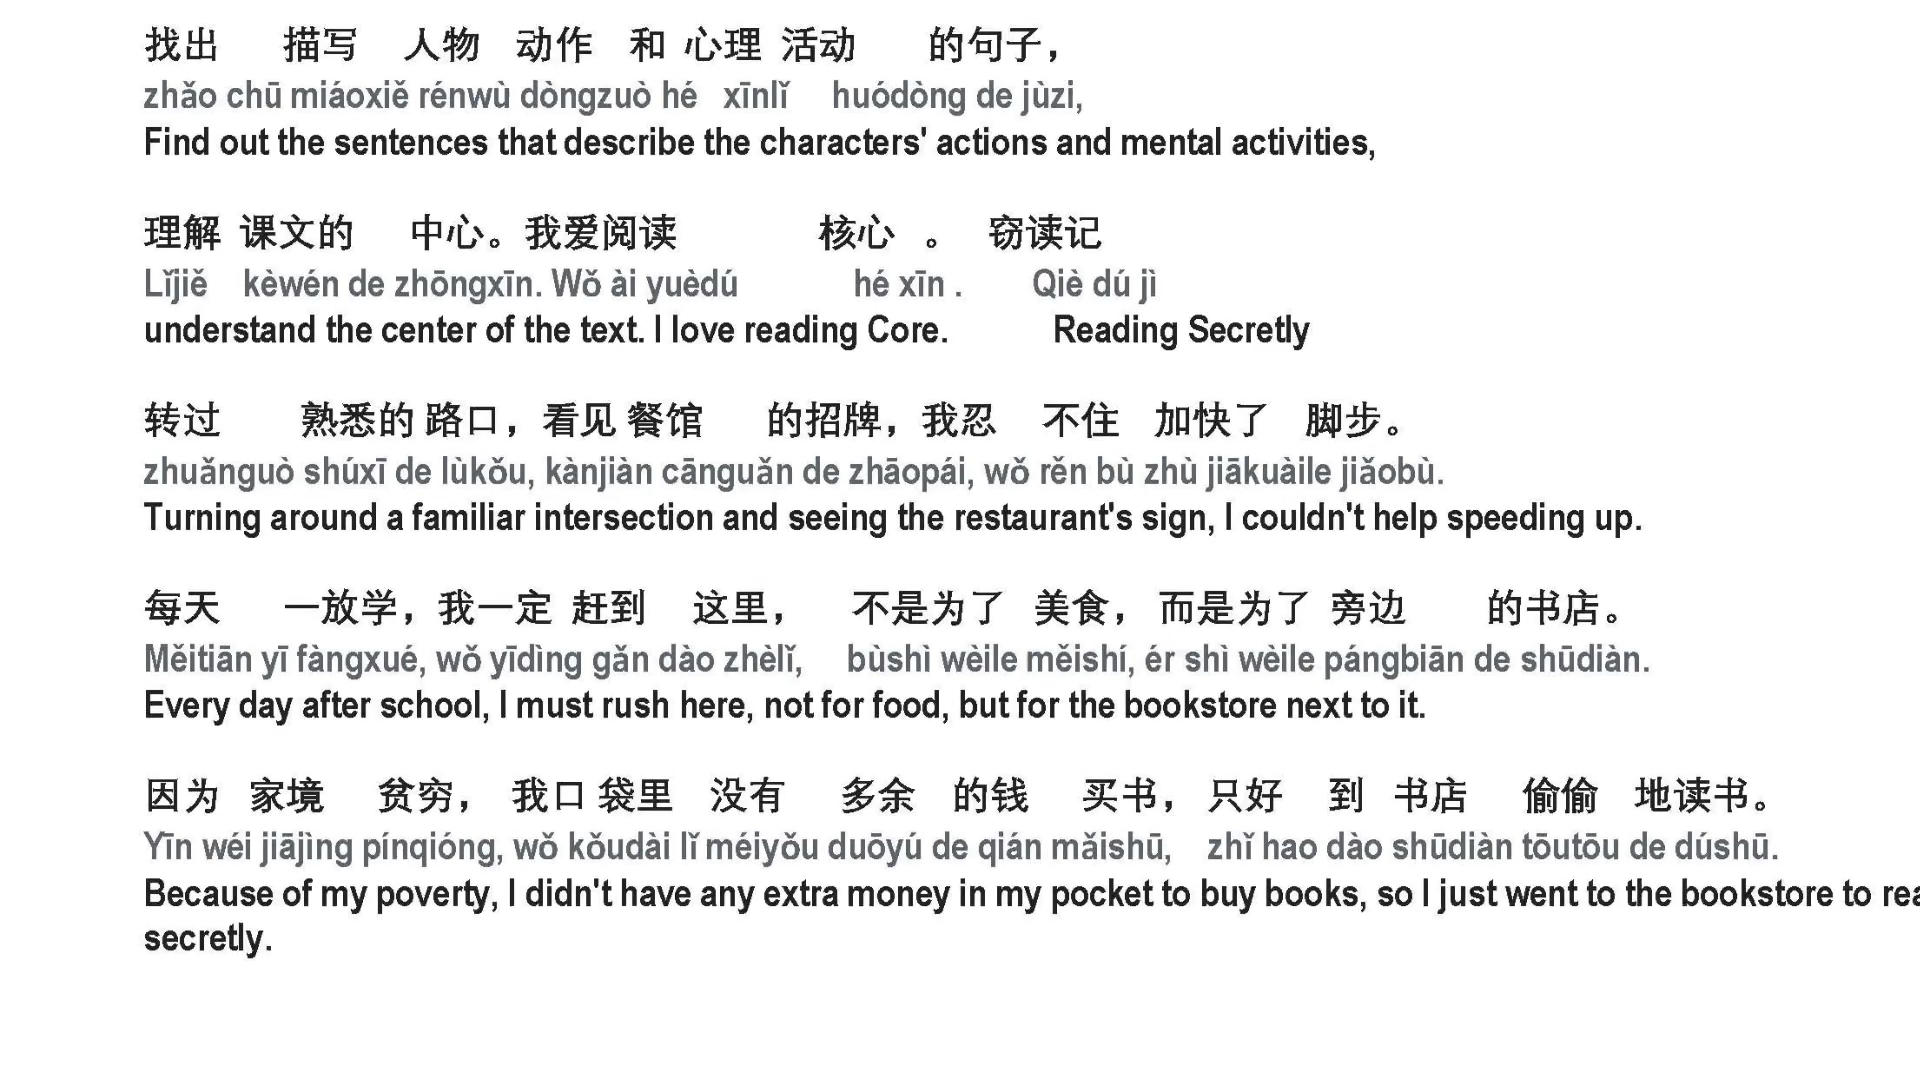 找出 描写 人物 动作 和 心理 活动 的句子，
zhǎo chū miáoxiě rénwù dòngzuò hé xīnlǐ huódòng de jùzi,
Find out the sentences that describe the characters' actions and mental activities,
理解 课文的 中心。我爱阅读 核心 。 窃读记
Lǐjiě kèwén de zhōngxīn. Wǒ ài yuèdú hé xīn . Qiè dú jì
understand the center of the text. I love reading Core. Reading Secretly
转过 熟悉的 路口，看见 餐馆 的招牌，我忍 不住 加快了 脚步。
zhuǎnguò shúxī de lùkǒu, kànjiàn cānguǎn de zhāopái, wǒ rěn bù zhù jiākuàile jiǎobù.
Turning around a familiar intersection and seeing the restaurant's sign, I couldn't help speeding up.
每天 一放学，我一定 赶到 这里， 不是为了 美食，而是为了 旁边 的书店。
Měitiān yī fàngxué, wǒ yīdìng gǎn dào zhèlǐ, bùshì wèile měishí, ér shì wèile pángbiān de shūdiàn.
Every day after school, I must rush here, not for food, but for the bookstore next to it.
因为 家境 贫穷， 我口 袋里 没有 多余 的钱 买书，只好 到 书店 偷偷 地读书。
Yīn wéi jiājìng pínqióng, wǒ kǒudài lǐ méiyǒu duōyú de qián mǎishū, zhǐ hao dào shūdiàn tōutōu de dúshū.
Because of my poverty, I didn't have any extra money in my pocket to buy books, so I just went to the bookstore to
secretly.